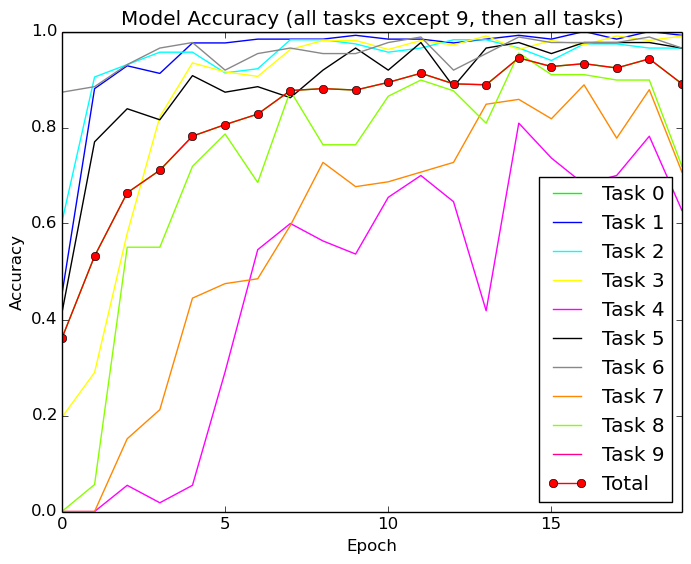 Model Accuracy (all tasks except 9, then all tasks)
1.0
0.8
0.6
0.4
0.2
0.0
Accuracy
0
5
10
15
Epoch
Task 0
Task 1
Task 2
Task 3
Task 4
Task 5
Task 6
Task 7
Task 8
Task 9
Total